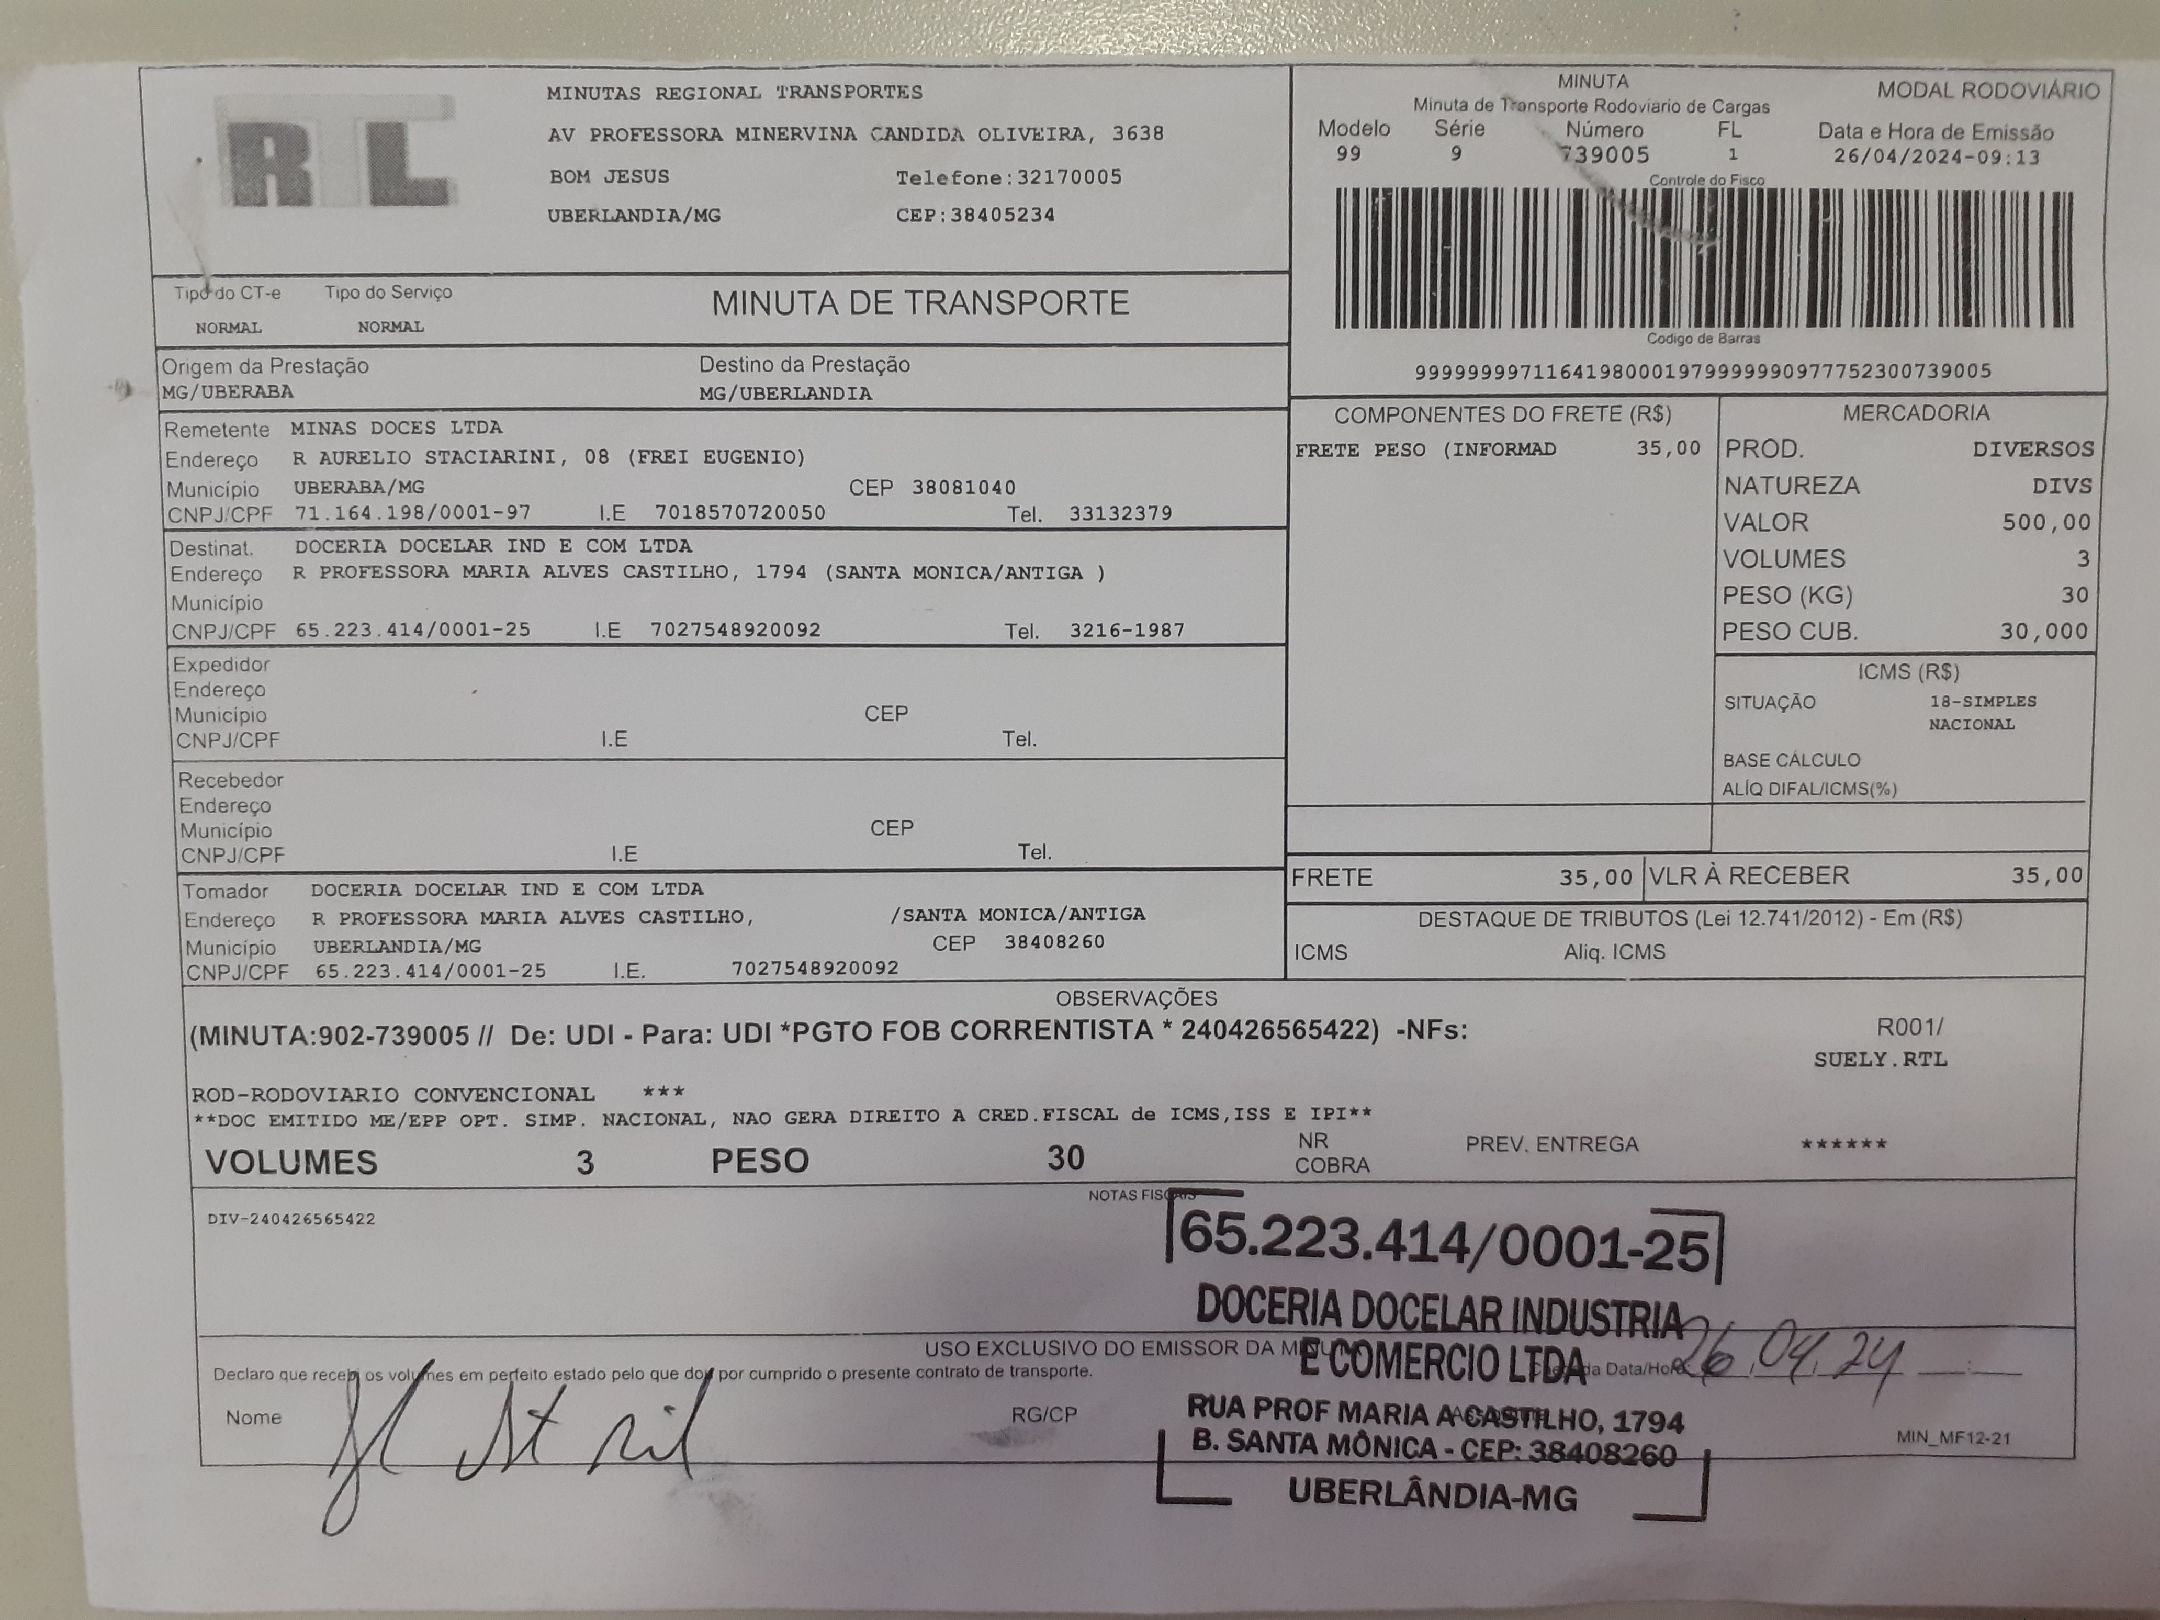 RTL
MINUTAS REGIONAL TRANSPORTES
AV PROFESSORA MINERVINA CANDIDA OLIVEIRA, 3638
BOM JESUS Telefone:32170005
UBERLANDIA/MG CEP:38405234
MINUTA MODAL RODOVIÁRIO
Minuta de Transporte Rodoviario de Cargas
Modelo Série Número FL Data e Hora de Emissão
99 9 739005 1 26/04/2024-09:13
Controle do Fisco
Codigo de Barras
Tipo do CT-e Tipo do Serviço MINUTA DE TRANSPORTE
NORMAL NORMAL
Origem da Prestação Destino da Prestação
MG/UBERABA MG/UBERLANDIA
Remetente MINAS DOCES LTDA
Endereço R AURELIO STACIARINI, 08 (FREI EUGENIO)
Município UBERABA/MG CEP 38081040
CNPJ/CPF 71.164.198/0001-97 I.E 7018570720050 Tel. 33132379
Destinat. DOCERIA DOCELAR IND E COM LTDA
Endereço R PROFESSORA MARIA ALVES CASTILHO, 1794 (SANTA MONICA/ANTIGA )
Município
CNPJ/CPF 65.223.414/0001-25 I.E 7027548920092 Tel. 3216-1987
Expedidor
Endereço
Município CEP
CNPJ/CPF I.E Tel.
Recebedor
Endereço
Município CEP
CNPJ/CPF I.E Tel.
Tomador DOCERIA DOCELAR IND E COM LTDA
Endereço R PROFESSORA MARIA ALVES CASTILHO, /SANTA MONICA/ANTIGA
Município UBERLANDIA/MG CEP 38408260
CNPJ/CPF 65.223.414/0001-25 I.E. 7027548920092
COMPONENTES DO FRETE (R$)
FRETE PESO (INFORMAD 35,00
MERCADORIA
PROD. DIVERSOS
NATUREZA DIVS
VALOR 500,00
VOLUMES 3
PESO (KG) 30
PESO CUB. 30,000
ICMS (R$)
SITUAÇÃO 18-SIMPLES
NACIONAL
BASE CÁLCULO
ALÍQ DIFAL/ICMS(%)
FRETE 35,00 VLR À RECEBER 35,00
DESTAQUE DE TRIBUTOS (Lei 12.741/2012) - Em (R$)
ICMS Aliq. ICMS
OBSERVAÇÕES
(MINUTA:902-739005 // De: UDI - Para: UDI *PGTO FOB CORRENTISTA * 240426565422) -NFs: R001/
SUELY.RTL
ROD-RODOVIARIO CONVENCIONAL ***
**DOC EMITIDO ME/EPP OPT. SIMP. NACIONAL, NAO GERA DIREITO A CRED.FISCAL de ICMS,ISS E IPI**
VOLUMES 3 PESO 30 NR COBRA PREV. ENTREGA ******
NOTAS FISCAIS
DIV-240426565422
65.223.414/0001-25
DOCERIA DOCELAR INDUSTRIA
E COMERCIO LTDA
RUA PROF MARIA A CASTILHO, 1794
B. SANTA MÔNICA - CEP: 38408260
UBERLÂNDIA-MG
USO EXCLUSIVO DO EMISSOR DA MINUTA
Declaro que recebi os volumes em perfeito estado pelo que dou por cumprido o presente contrato de transporte.
Data/Hora 26.04.24
Nome RG/CP
MIN_MF12-21